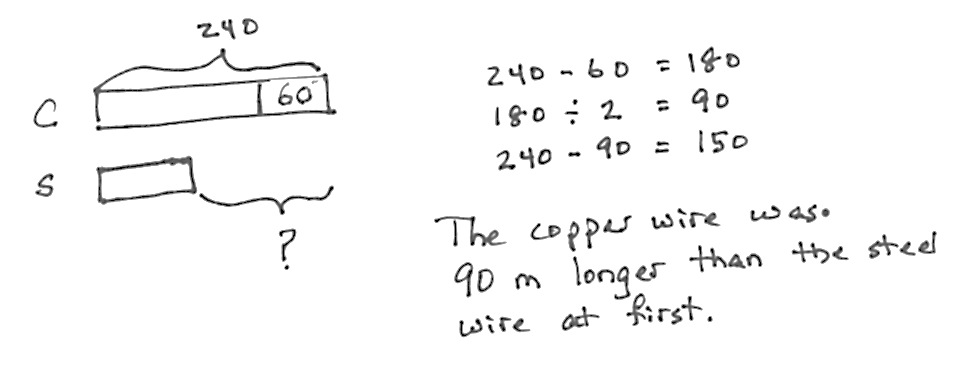 240
C 60
S
?
240 - 60 = 180
180 ÷ 2 = 90
240 - 90 = 150
The copper wire was.
90 m longer than the steel
wire at first.